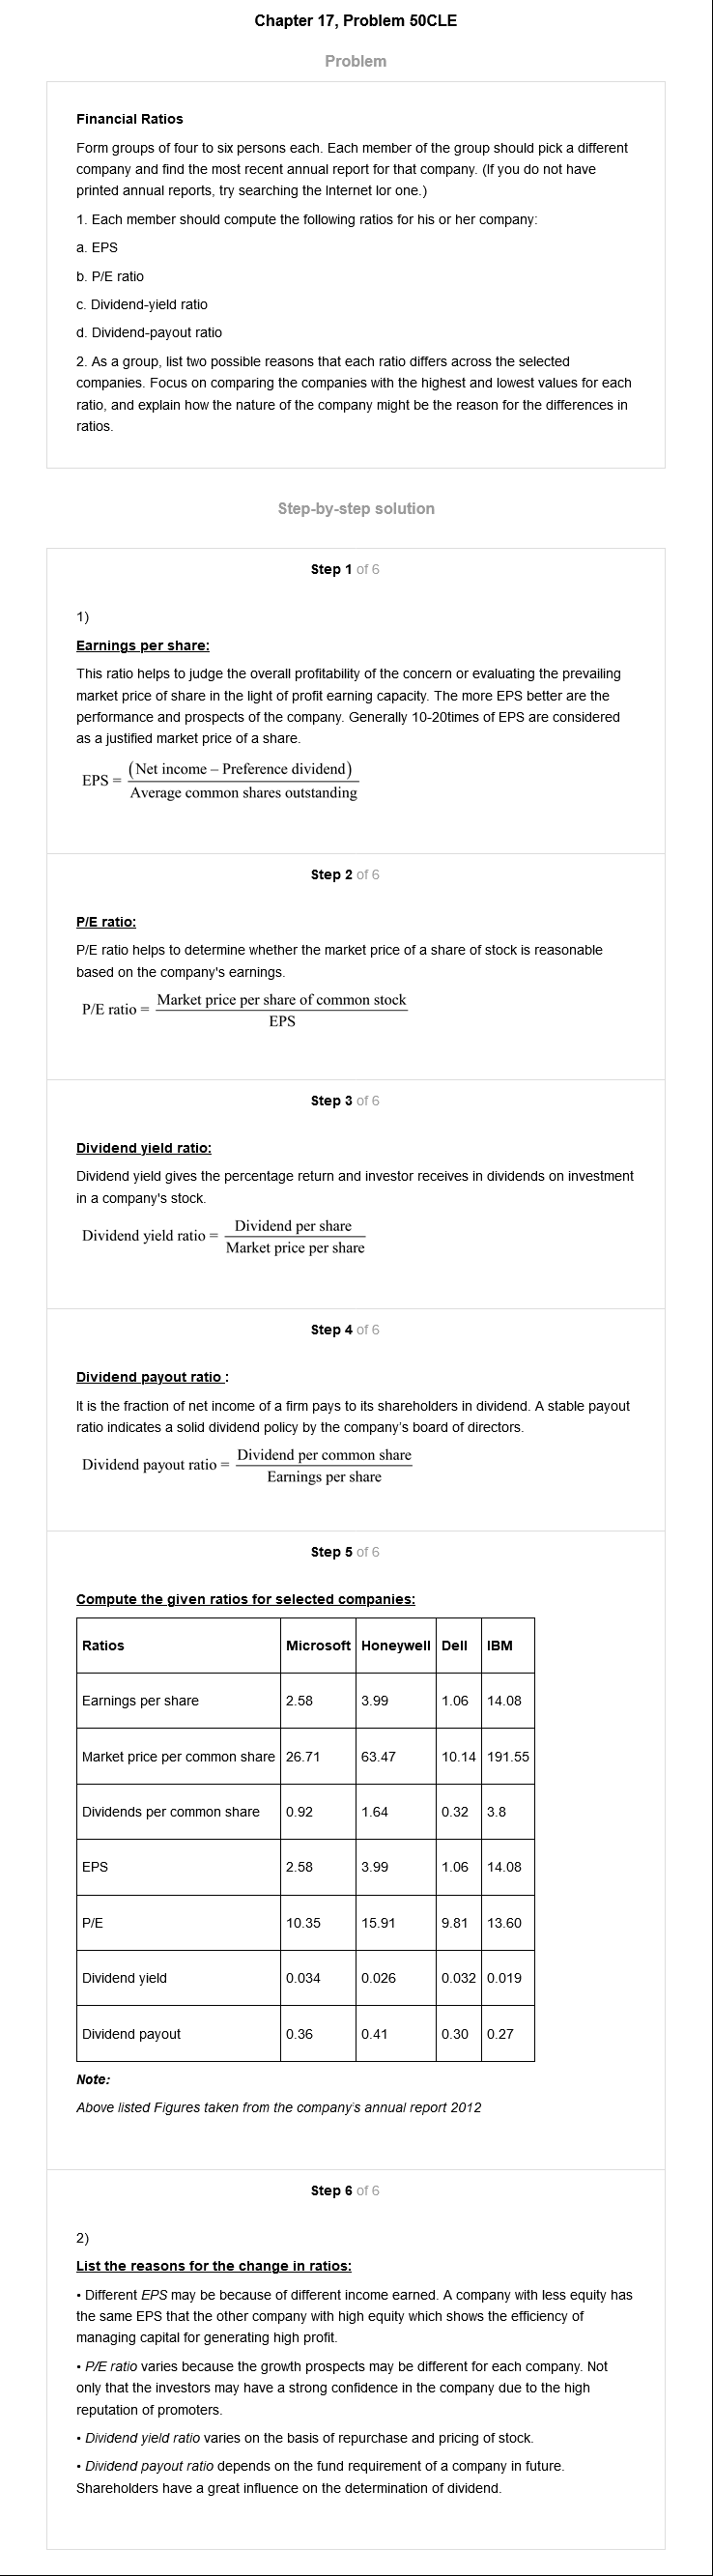 Chapter 17, Problem 50CLE
Problem
Financial Ratios
Form groups of four to six persons each. Each member of the group should pick a different
company and find the most recent annual report for that company. (If you do not have
printed annual reports, try searching the Internet lor one.)
1. Each member should compute the following ratios for his or her company:
a. EPS
b. P/E ratio
c. Dividend-yield ratio
d. Dividend-payout ratio
2. As a group, list two possible reasons that each ratio differs across the selected
companies. Focus on comparing the companies with the highest and lowest values for each
ratio, and explain how the nature of the company might be the reason for the differences in
ratios.
Step-by-step solution
Step 1 of 6
1)
Earnings per share:
This ratio helps to judge the overall profitability of the concern or evaluating the prevailing
market price of share in the light of profit earning capacity. The more EPS better are the
performance and prospects of the company. Generally 10-20times of EPS are considered
as a justified market price of a share.
EPS = (Net income – Preference dividend) / Average common shares outstanding
Step 2 of 6
P/E ratio:
P/E ratio helps to determine whether the market price of a share of stock is reasonable
based on the company's earnings.
P/E ratio = Market price per share of common stock / EPS
Step 3 of 6
Dividend yield ratio:
Dividend yield gives the percentage return and investor receives in dividends on investment
in a company's stock.
Dividend yield ratio = Dividend per share / Market price per share
Step 4 of 6
Dividend payout ratio :
It is the fraction of net income of a firm pays to its shareholders in dividend. A stable payout
ratio indicates a solid dividend policy by the company's board of directors.
Dividend payout ratio = Dividend per common share / Earnings per share
Step 5 of 6
Compute the given ratios for selected companies:
Ratios Microsoft Honeywell Dell IBM
Earnings per share 2.58 3.99 1.06 14.08
Market price per common share 26.71 63.47 10.14 191.55
Dividends per common share 0.92 1.64 0.32 3.8
EPS 2.58 3.99 1.06 14.08
P/E 10.35 15.91 9.81 13.60
Dividend yield 0.034 0.026 0.032 0.019
Dividend payout 0.36 0.41 0.30 0.27
Note:
Above listed Figures taken from the company's annual report 2012
Step 6 of 6
2)
List the reasons for the change in ratios:
• Different EPS may be because of different income earned. A company with less equity has
the same EPS that the other company with high equity which shows the efficiency of
managing capital for generating high profit.
• P/E ratio varies because the growth prospects may be different for each company. Not
only that the investors may have a strong confidence in the company due to the high
reputation of promoters.
• Dividend yield ratio varies on the basis of repurchase and pricing of stock.
• Dividend payout ratio depends on the fund requirement of a company in future.
Shareholders have a great influence on the determination of dividend.